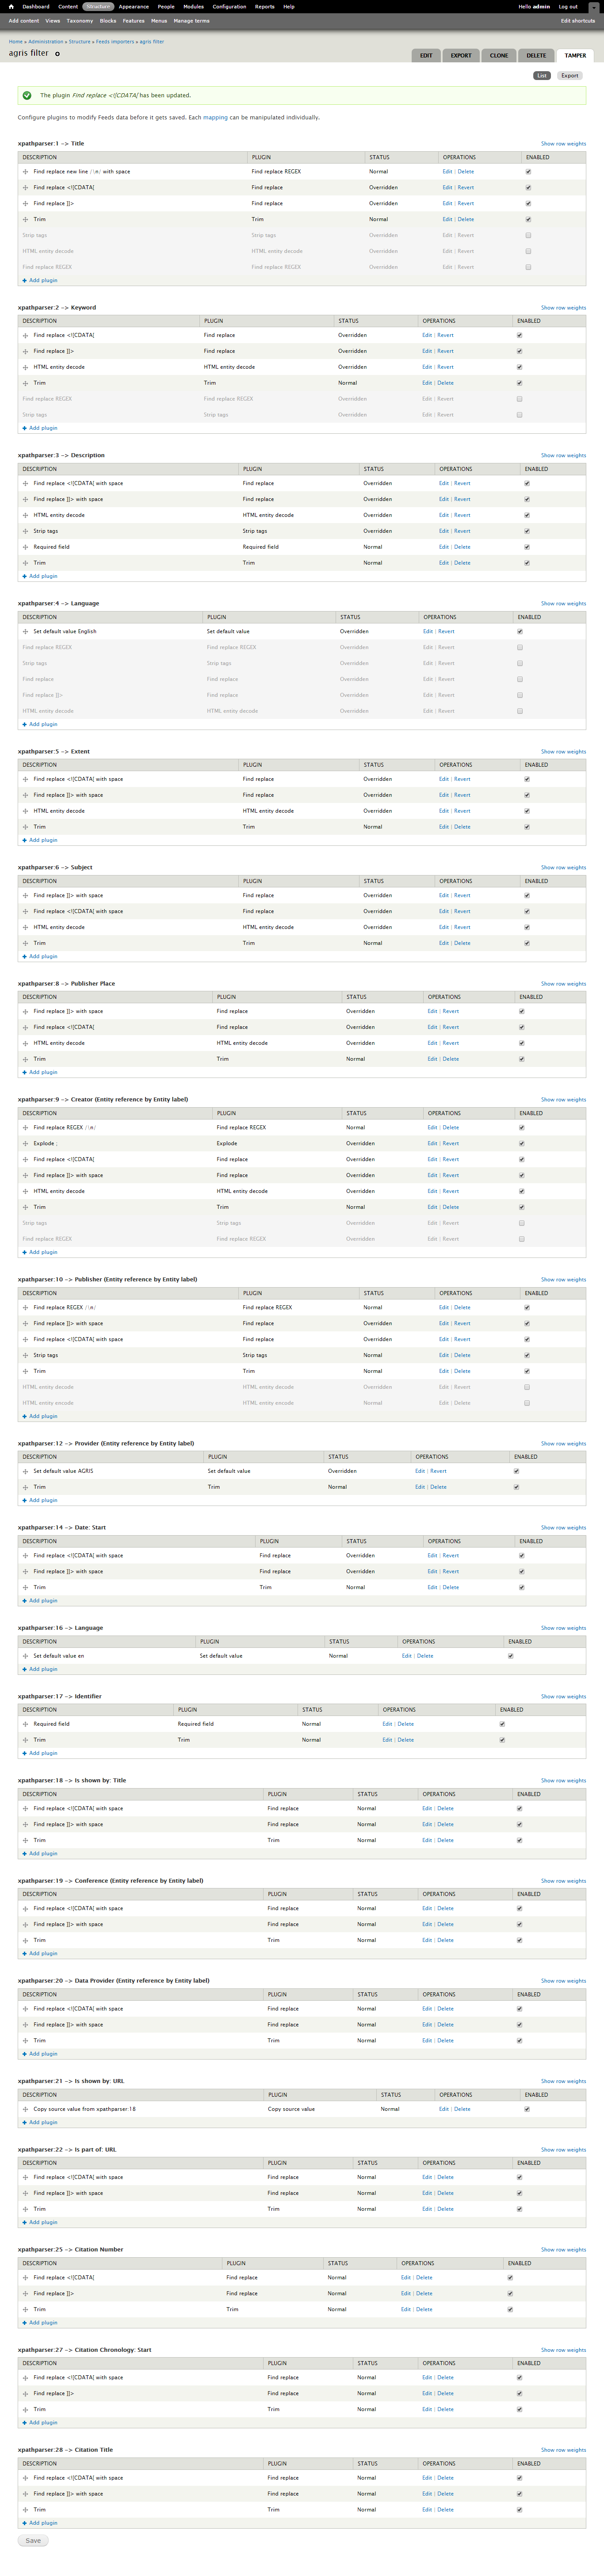 Dashboard Content Structure Appearance People Modules Configuration Reports Help Hello admin Log out
Add content Views Taxonomy Blocks Features Menus Manage terms Edit shortcuts
Home » Administration » Structure » Feeds importers » agris filter
agris filter EDIT EXPORT CLONE DELETE TAMPER
List Export
The plugin Find replace <![CDATA[ has been updated.
Configure plugins to modify Feeds data before it gets saved. Each mapping can be manipulated individually.
xpathparser:1 -> Title Show row weights
DESCRIPTION PLUGIN STATUS OPERATIONS ENABLED
Find replace new line /\n/ with space Find replace REGEX Normal Edit | Delete
Find replace <![CDATA[ Find replace Overridden Edit | Revert
Find replace ]]> Find replace Overridden Edit | Revert
Trim Trim Normal Edit | Delete
Strip tags Strip tags Overridden Edit | Revert
HTML entity decode HTML entity decode Overridden Edit | Revert
Find replace REGEX Find replace REGEX Overridden Edit | Revert
Add plugin
xpathparser:2 -> Keyword Show row weights
DESCRIPTION PLUGIN STATUS OPERATIONS ENABLED
Find replace <![CDATA[ Find replace Overridden Edit | Revert
Find replace ]]> Find replace Overridden Edit | Revert
HTML entity decode HTML entity decode Overridden Edit | Revert
Trim Trim Normal Edit | Delete
Find replace REGEX Find replace REGEX Overridden Edit | Revert
Strip tags Strip tags Overridden Edit | Revert
Add plugin
xpathparser:3 -> Description Show row weights
DESCRIPTION PLUGIN STATUS OPERATIONS ENABLED
Find replace <![CDATA[ with space Find replace Overridden Edit | Revert
Find replace ]]> with space Find replace Overridden Edit | Revert
HTML entity decode HTML entity decode Overridden Edit | Revert
Strip tags Strip tags Overridden Edit | Revert
Required field Required field Normal Edit | Delete
Trim Trim Normal Edit | Delete
Add plugin
xpathparser:4 -> Language Show row weights
DESCRIPTION PLUGIN STATUS OPERATIONS ENABLED
Set default value English Set default value Overridden Edit | Revert
Find replace REGEX Find replace REGEX Overridden Edit | Revert
Strip tags Strip tags Overridden Edit | Revert
Find replace Find replace Overridden Edit | Revert
Find replace ]]> Find replace Overridden Edit | Revert
HTML entity decode HTML entity decode Overridden Edit | Revert
Add plugin
xpathparser:5 -> Extent Show row weights
DESCRIPTION PLUGIN STATUS OPERATIONS ENABLED
Find replace <![CDATA[ with space Find replace Overridden Edit | Revert
Find replace ]]> with space Find replace Overridden Edit | Revert
HTML entity decode HTML entity decode Overridden Edit | Revert
Trim Trim Normal Edit | Delete
Add plugin
xpathparser:6 -> Subject Show row weights
DESCRIPTION PLUGIN STATUS OPERATIONS ENABLED
Find replace ]]> with space Find replace Overridden Edit | Revert
Find replace <![CDATA[ with space Find replace Overridden Edit | Revert
HTML entity decode HTML entity decode Overridden Edit | Revert
Trim Trim Normal Edit | Delete
Add plugin
xpathparser:8 -> Publisher Place Show row weights
DESCRIPTION PLUGIN STATUS OPERATIONS ENABLED
Find replace ]]> with space Find replace Overridden Edit | Revert
Find replace <![CDATA[ Find replace Overridden Edit | Revert
HTML entity decode HTML entity decode Overridden Edit | Revert
Trim Trim Normal Edit | Delete
Add plugin
xpathparser:9 -> Creator (Entity reference by Entity label) Show row weights
DESCRIPTION PLUGIN STATUS OPERATIONS ENABLED
Find replace REGEX /\n/ Find replace REGEX Normal Edit | Delete
Explode ; Explode Overridden Edit | Revert
Find replace <![CDATA[ Find replace Overridden Edit | Revert
Find replace ]]> with space Find replace Overridden Edit | Revert
HTML entity decode HTML entity decode Overridden Edit | Revert
Trim Trim Normal Edit | Delete
Strip tags Strip tags Overridden Edit | Revert
Find replace REGEX Find replace REGEX Overridden Edit | Revert
Add plugin
xpathparser:10 -> Publisher (Entity reference by Entity label) Show row weights
DESCRIPTION PLUGIN STATUS OPERATIONS ENABLED
Find replace REGEX /\n/ Find replace REGEX Normal Edit | Delete
Find replace ]]> with space Find replace Overridden Edit | Revert
Find replace <![CDATA[ with space Find replace Overridden Edit | Revert
Strip tags Strip tags Normal Edit | Delete
Trim Trim Normal Edit | Delete
HTML entity decode HTML entity decode Overridden Edit | Revert
HTML entity encode HTML entity encode Normal Edit | Delete
Add plugin
xpathparser:12 -> Provider (Entity reference by Entity label) Show row weights
DESCRIPTION PLUGIN STATUS OPERATIONS ENABLED
Set default value AGRIS Set default value Overridden Edit | Revert
Trim Trim Normal Edit | Delete
Add plugin
xpathparser:14 -> Date: Start Show row weights
DESCRIPTION PLUGIN STATUS OPERATIONS ENABLED
Find replace <![CDATA[ with space Find replace Overridden Edit | Revert
Find replace ]]> with space Find replace Overridden Edit | Revert
Trim Trim Normal Edit | Delete
Add plugin
xpathparser:16 -> Language Show row weights
DESCRIPTION PLUGIN STATUS OPERATIONS ENABLED
Set default value en Set default value Normal Edit | Delete
Add plugin
xpathparser:17 -> Identifier Show row weights
DESCRIPTION PLUGIN STATUS OPERATIONS ENABLED
Required field Required field Normal Edit | Delete
Trim Trim Normal Edit | Delete
Add plugin
xpathparser:18 -> Is shown by: Title Show row weights
DESCRIPTION PLUGIN STATUS OPERATIONS ENABLED
Find replace <![CDATA[ with space Find replace Normal Edit | Delete
Find replace ]]> with space Find replace Normal Edit | Delete
Trim Trim Normal Edit | Delete
Add plugin
xpathparser:19 -> Conference (Entity reference by Entity label) Show row weights
DESCRIPTION PLUGIN STATUS OPERATIONS ENABLED
Find replace <![CDATA[ with space Find replace Normal Edit | Delete
Find replace ]]> with space Find replace Normal Edit | Delete
Trim Trim Normal Edit | Delete
Add plugin
xpathparser:20 -> Data Provider (Entity reference by Entity label) Show row weights
DESCRIPTION PLUGIN STATUS OPERATIONS ENABLED
Find replace <![CDATA[ with space Find replace Normal Edit | Delete
Find replace ]]> with space Find replace Normal Edit | Delete
Trim Trim Normal Edit | Delete
Add plugin
xpathparser:21 -> Is shown by: URL Show row weights
DESCRIPTION PLUGIN STATUS OPERATIONS ENABLED
Copy source value from xpathparser:18 Copy source value Normal Edit | Delete
Add plugin
xpathparser:22 -> Is part of: URL Show row weights
DESCRIPTION PLUGIN STATUS OPERATIONS ENABLED
Find replace <![CDATA[ with space Find replace Normal Edit | Delete
Find replace ]]> with space Find replace Normal Edit | Delete
Trim Trim Normal Edit | Delete
Add plugin
xpathparser:25 -> Citation Number Show row weights
DESCRIPTION PLUGIN STATUS OPERATIONS ENABLED
Find replace <![CDATA[ Find replace Normal Edit | Delete
Find replace ]]> Find replace Normal Edit | Delete
Trim Trim Normal Edit | Delete
Add plugin
xpathparser:27 -> Citation Chronology: Start Show row weights
DESCRIPTION PLUGIN STATUS OPERATIONS ENABLED
Find replace <![CDATA[ with space Find replace Normal Edit | Delete
Find replace ]]> Find replace Normal Edit | Delete
Trim Trim Normal Edit | Delete
Add plugin
xpathparser:28 -> Citation Title Show row weights
DESCRIPTION PLUGIN STATUS OPERATIONS ENABLED
Find replace <![CDATA[ with space Find replace Normal Edit | Delete
Find replace ]]> with space Find replace Normal Edit | Delete
Trim Trim Normal Edit | Delete
Add plugin
Save